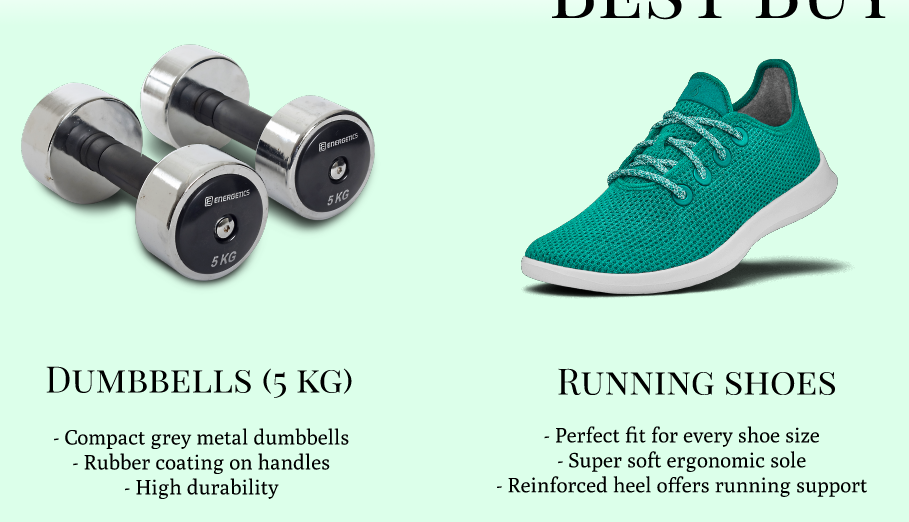 BEST BUY
ENERGETICS
5 KG
ENERGETICS
5 KG
DUMBBELLS (5 KG)
- Compact grey metal dumbbells
- Rubber coating on handles
- High durability
RUNNING SHOES
- Perfect fit for every shoe size
- Super soft ergonomic sole
- Reinforced heel offers running support